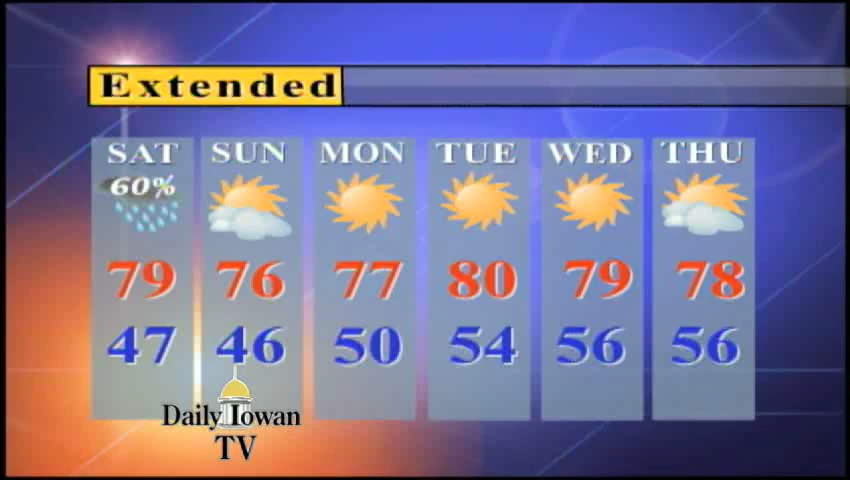 Extended
SAT SUN MON TUE WED THU
60%
79 76 77 80 79 78
47 46 50 54 56 56
Daily Iowan
TV